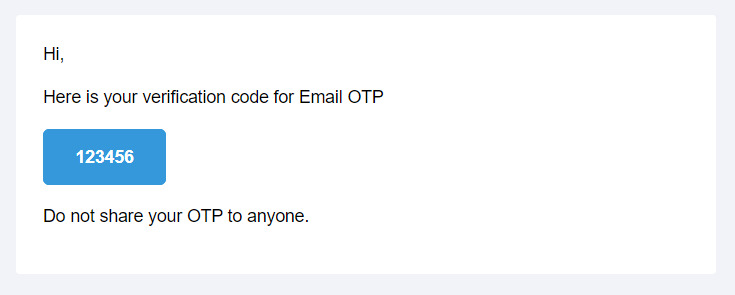 Hi,
Here is your verification code for Email OTP
123456
Do not share your OTP to anyone.